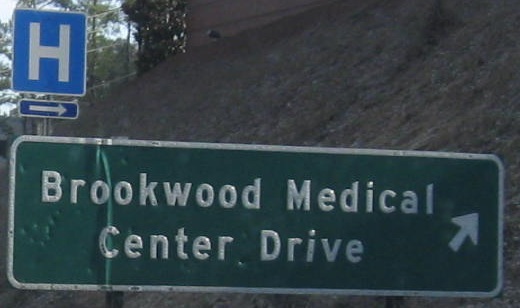 H
Brookwood Medical
Center Drive